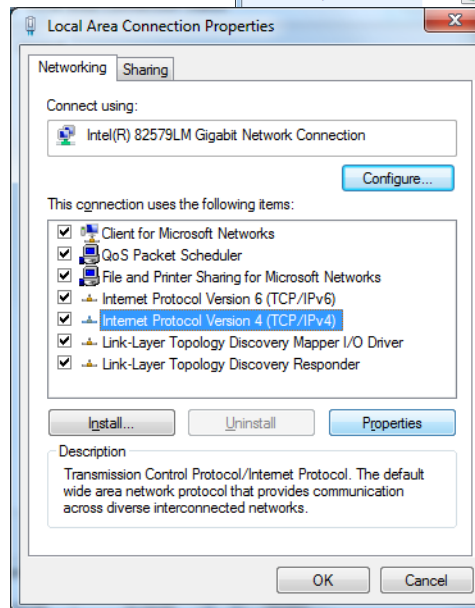 Local Area Connection Properties
Networking
Sharing
Connect using:
Intel(R) 82579LM Gigabit Network Connection
Configure...
This connection uses the following items:
Client for Microsoft Networks
QoS Packet Scheduler
File and Printer Sharing for Microsoft Networks
Internet Protocol Version 6 (TCP/IPv6)
Internet Protocol Version 4 (TCP/IPv4)
Link-Layer Topology Discovery Mapper I/O Driver
Link-Layer Topology Discovery Responder
Install...
Uninstall
Properties
Description
Transmission Control Protocol/Internet Protocol. The default
wide area network protocol that provides communication
across diverse interconnected networks.
OK
Cancel